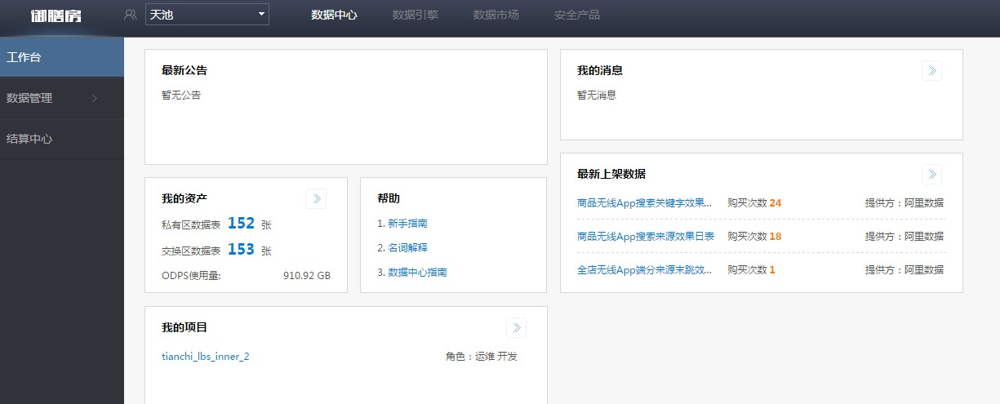 御膳房
天池
数据中心 数据引擎 数据市场 安全产品
工作台
数据管理
结算中心
最新公告
暂无公告
我的消息
暂无消息
我的资产
私有区数据表 152 张
交换区数据表 153 张
ODPS使用量: 910.92 GB
帮助
1. 新手指南
2. 名词解释
3. 数据中心指南
最新上架数据
商品无线App搜索关键字效果... 购买次数 24 提供方：阿里数据
商品无线App搜索来源效果日表 购买次数 18 提供方：阿里数据
全店无线App端分来源末跳效... 购买次数 1 提供方：阿里数据
我的项目
tianchi_lbs_inner_2 角色：运维 开发